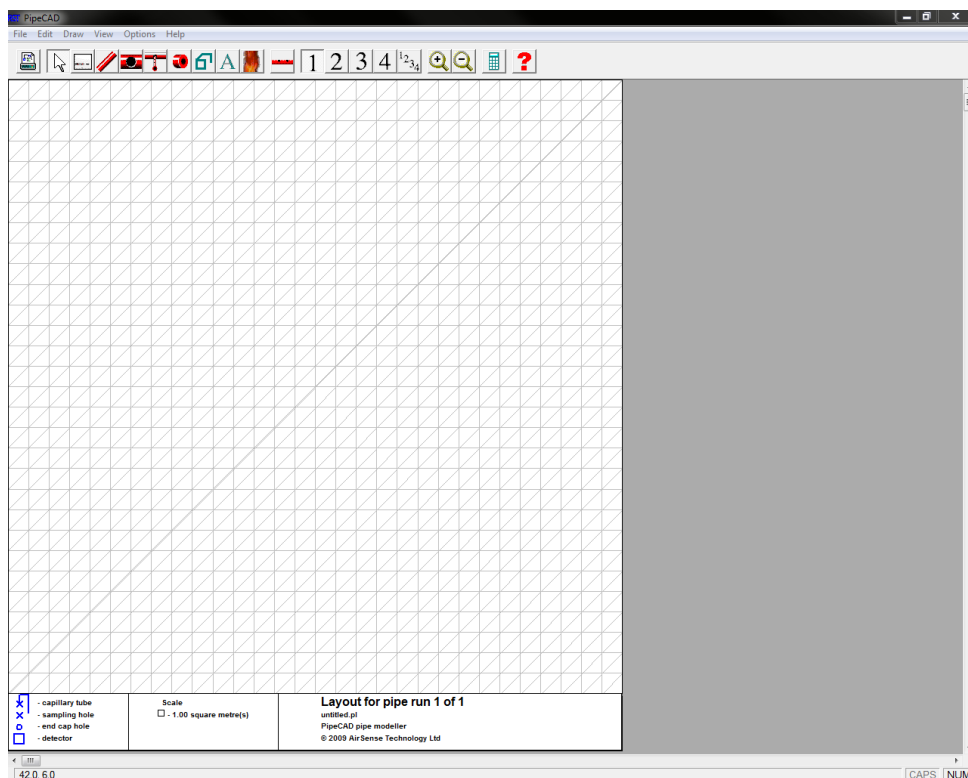 PipeCAD
File Edit Draw View Options Help
A 1 2 3 4 1234 ?
- capillary tube
- sampling hole
- end cap hole
- detector
Scale
- 1.00 square metre(s)
Layout for pipe run 1 of 1
untitled.pl
PipeCAD pipe modeller
© 2009 AirSense Technology Ltd
42.0, 6.0 CAPS NUM